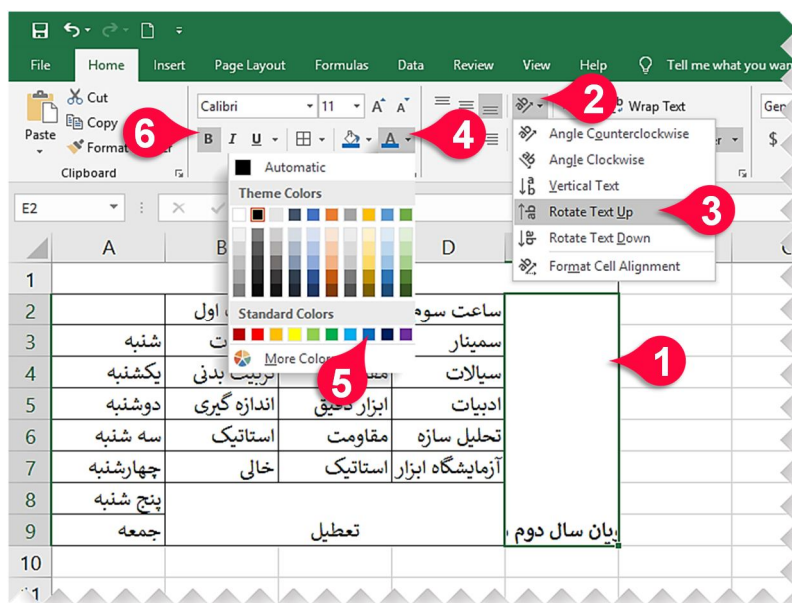 File Home Insert Page Layout Formulas Data Review View Help Tell me what you wan
Cut
Copy
Format
Paste
Clipboard
Calibri 11 A A
B I U A
Wrap Text
Gen
$
Angle Counterclockwise
Angle Clockwise
Vertical Text
Rotate Text Up
Rotate Text Down
Format Cell Alignment
Automatic
Theme Colors
Standard Colors
More Colo
1
2
3
4
5
6
E2
A B D
1
2 اول ساعت سوم
3 شنبه سمینار
4 یکشنبه تربیت بدنی سیالات
5 دوشنبه اندازه گیری ابزار دقیق ادبیات
6 سه شنبه استاتیک مقاومت تحلیل سازه
7 چهارشنبه خالی استاتیک آزمایشگاه ابزار
8 پنج شنبه
9 جمعه تعطیل ویان سال دوم
10